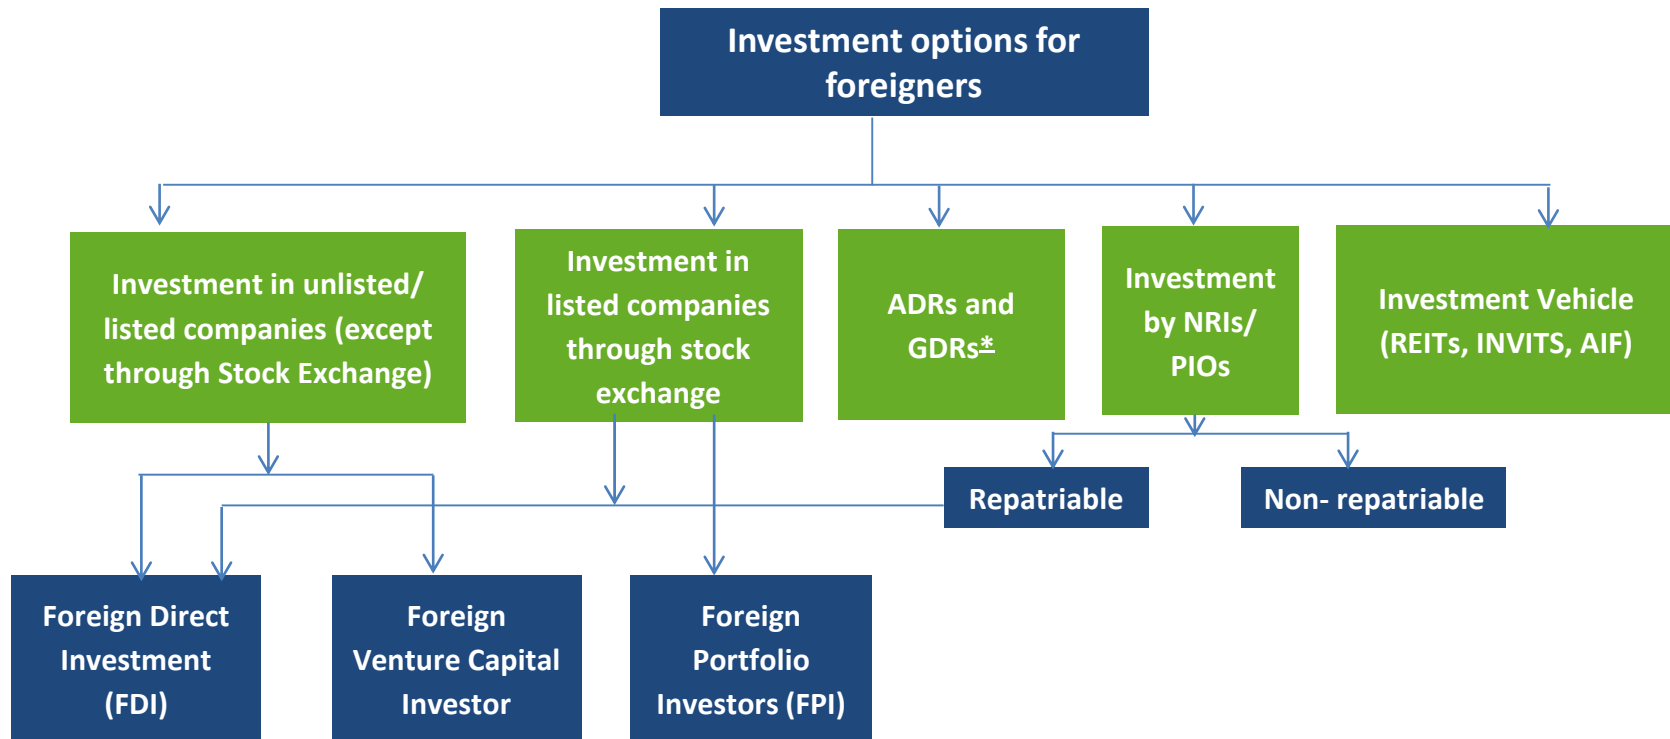 Investment options for
foreigners
Investment in unlisted/
listed companies (except
through Stock Exchange)
Investment in
listed companies
through stock
exchange
ADRs and
GDRs*
Investment
by NRIs/
PIOs
Investment Vehicle
(REITs, INVITS, AIF)
Repatriable
Non- repatriable
Foreign Direct
Investment
(FDI)
Foreign
Venture Capital
Investor
Foreign
Portfolio
Investors (FPI)